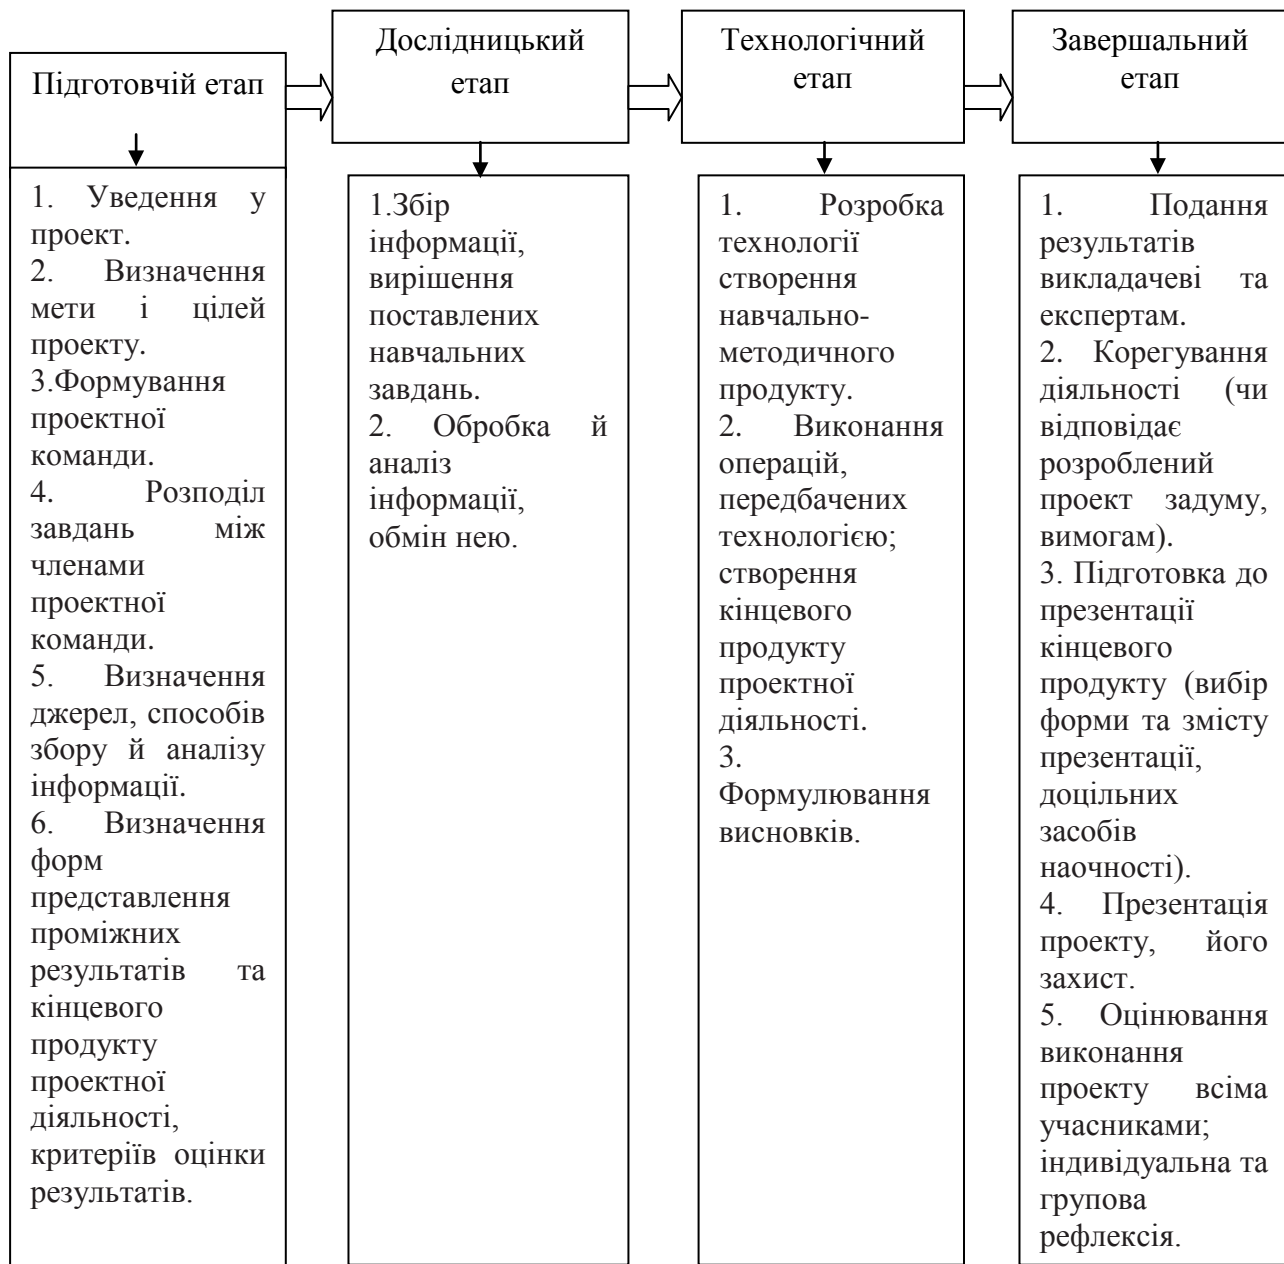 Підготовчій етап
Дослідницький
етап
Технологічний
етап
Завершальний
етап
1. Уведення у
проект.
2. Визначення
мети і цілей
проекту.
3.Формування
проектної
команди.
4. Розподіл
завдань між
членами
проектної
команди.
5. Визначення
джерел, способів
збору й аналізу
інформації.
6. Визначення
форм
представлення
проміжних
результатів та
кінцевого
продукту
проектної
діяльності,
критеріїв оцінки
результатів.
1.Збір
інформації,
вирішення
поставлених
навчальних
завдань.
2. Обробка й
аналіз
інформації,
обмін нею.
1. Розробка
технології
створення
навчально-
методичного
продукту.
2. Виконання
операцій,
передбачених
технологією;
створення
кінцевого
продукту
проектної
діяльності.
3.
Формулювання
висновків.
1. Подання
результатів
викладачеві та
експертам.
2. Корегування
діяльності (чи
відповідає
розроблений
проект задуму,
вимогам).
3. Підготовка до
презентації
кінцевого
продукту (вибір
форми та змісту
презентації,
доцільних
засобів
наочності).
4. Презентація
проекту, його
захист.
5. Оцінювання
виконання
проекту всіма
учасниками;
індивідуальна та
групова
рефлексія.